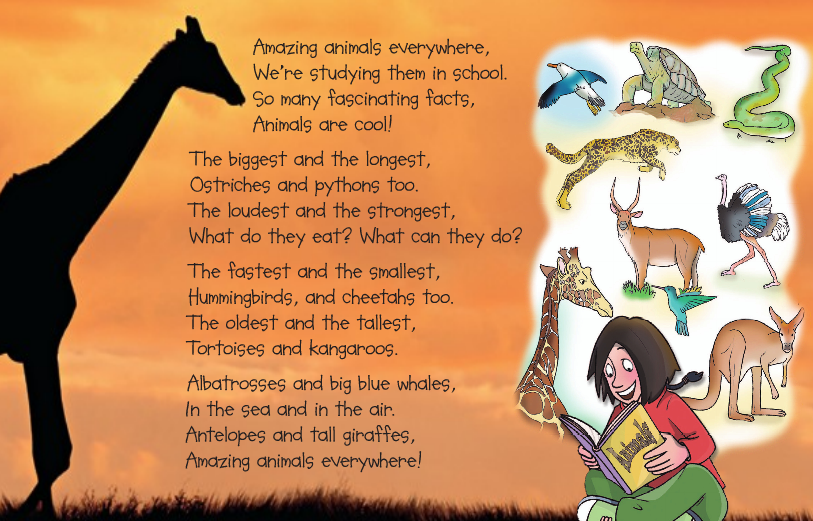 Amazing animals everywhere,
We're studying them in school.
So many fascinating facts,
Animals are cool!
The biggest and the longest,
Ostriches and pythons too.
The loudest and the strongest,
What do they eat? What can they do?
The fastest and the smallest,
Hummingbirds, and cheetahs too.
The oldest and the tallest,
Tortoises and kangaroos.
Albatrosses and big blue whales,
In the sea and in the air.
Antelopes and tall giraffes,
Amazing animals everywhere!
Animals